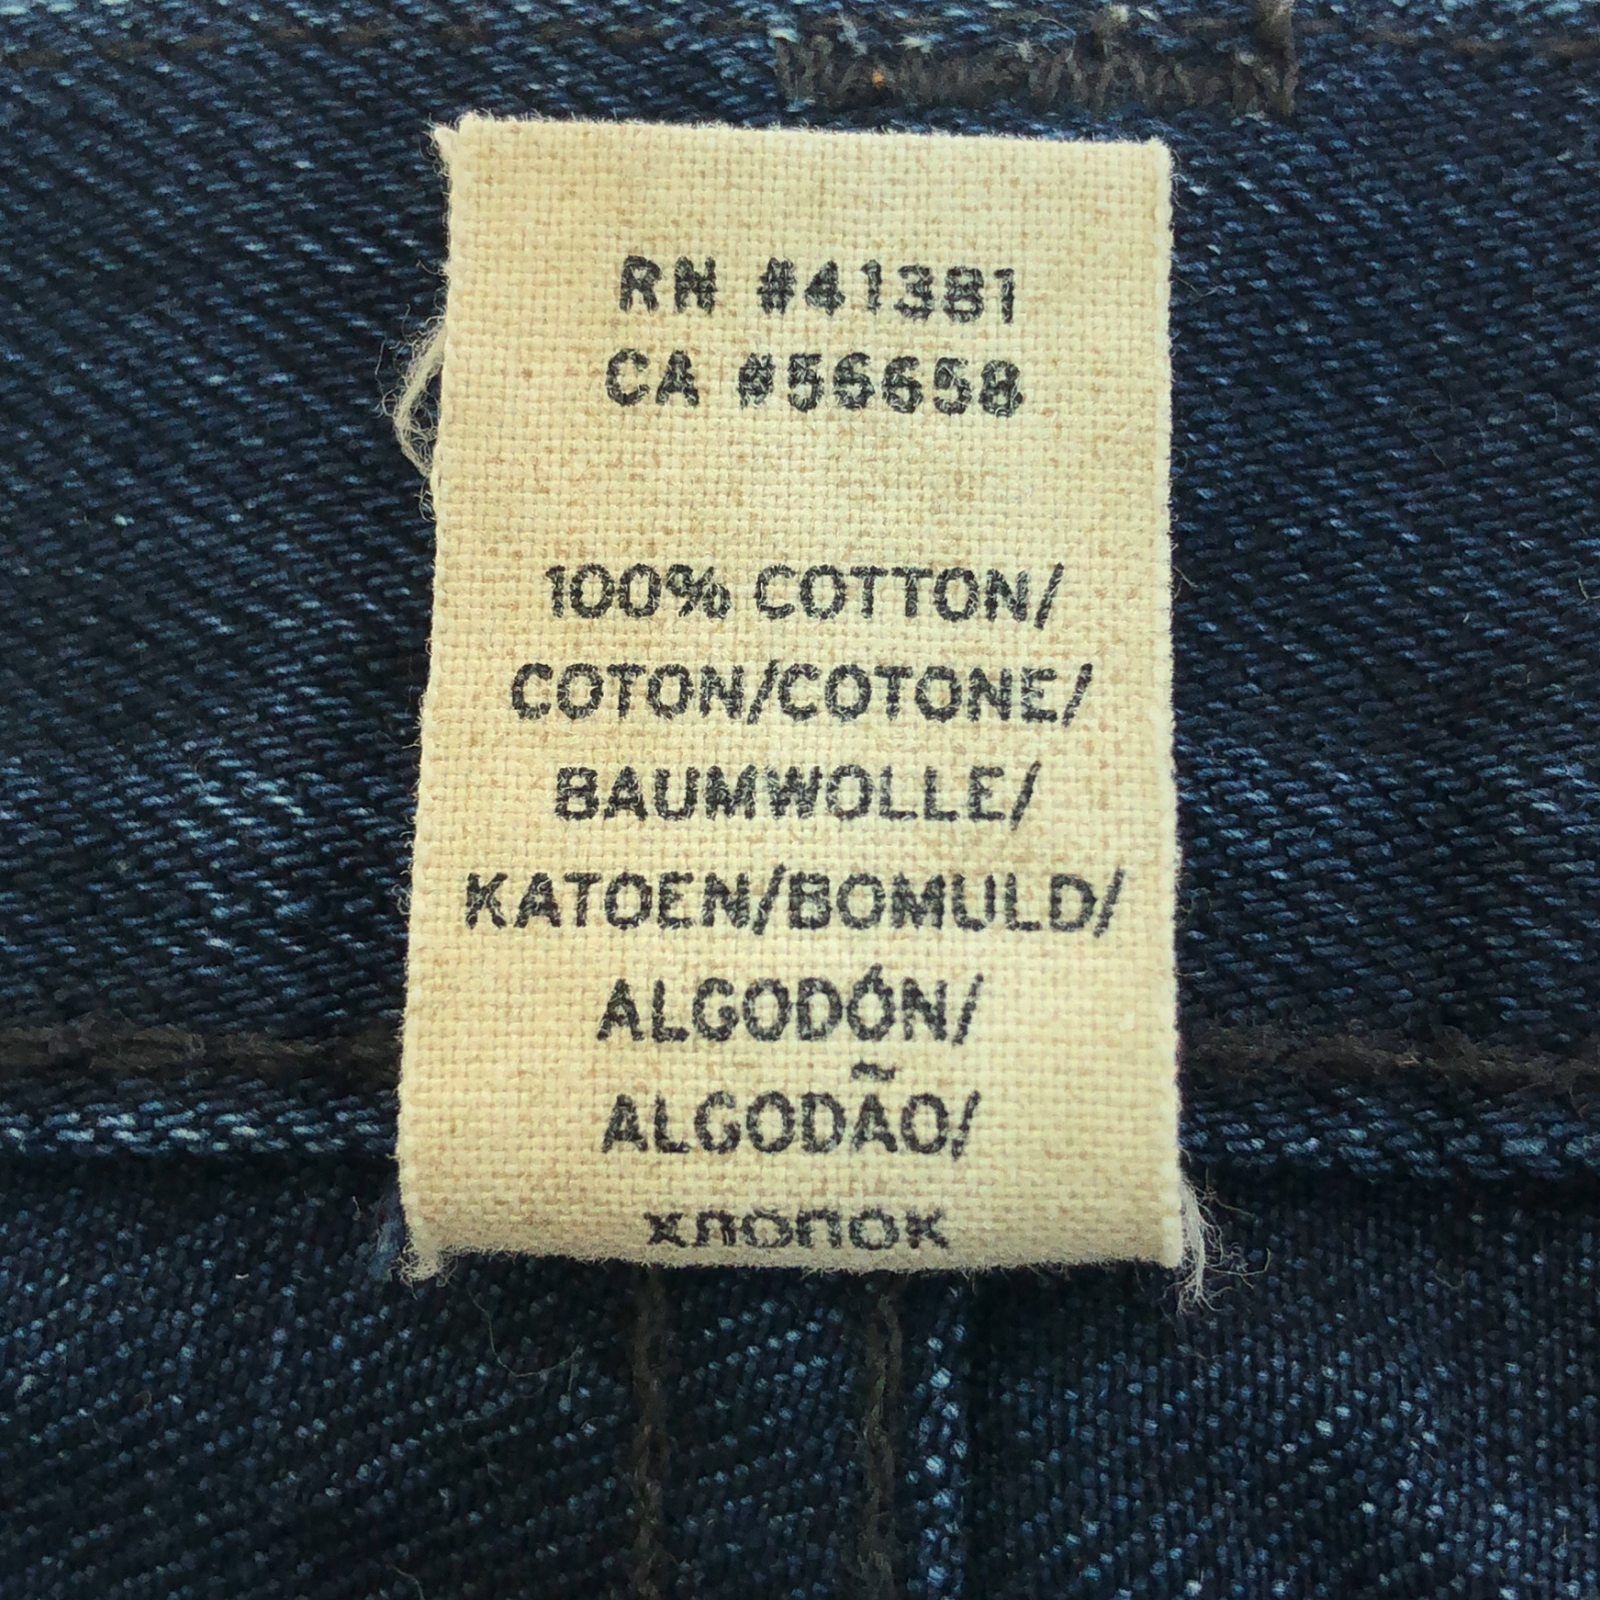 RN #41381
CA #56658
100% COTTON/
COTON/COTONE/
BAUMWOLLE/
KATOEN/BOMULD/
ALGODÓN/
ALGODÃO/
ХЛОПОК